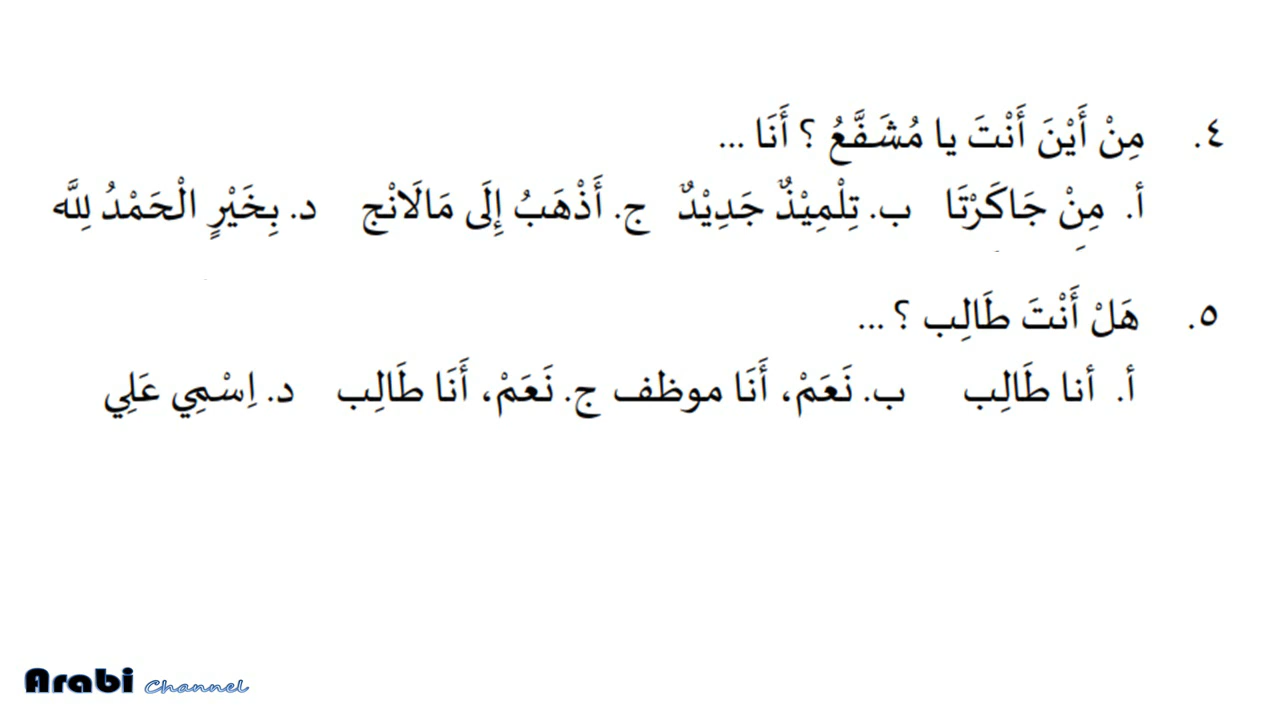 ٤. مِنْ أَيْنَ أَنْتَ يا مُشَفَّعُ ؟ أَنَا ...
أ. مِنْ جَاكَرْتَا ب. تِلْمِيْذٌ جَدِيْدٌ ج. أَذْهَبُ إِلَى مَالَانْج د. بِخَيْرٍ الْحَمْدُ لِلَّه
٥. هَلْ أَنْتَ طَالِب ؟ ...
أ. أنا طَالِب ب. نَعَمْ، أَنَا موظف ج. نَعَمْ، أَنَا طَالِب د. اِسْمِي عَلِي
Arabi Channel